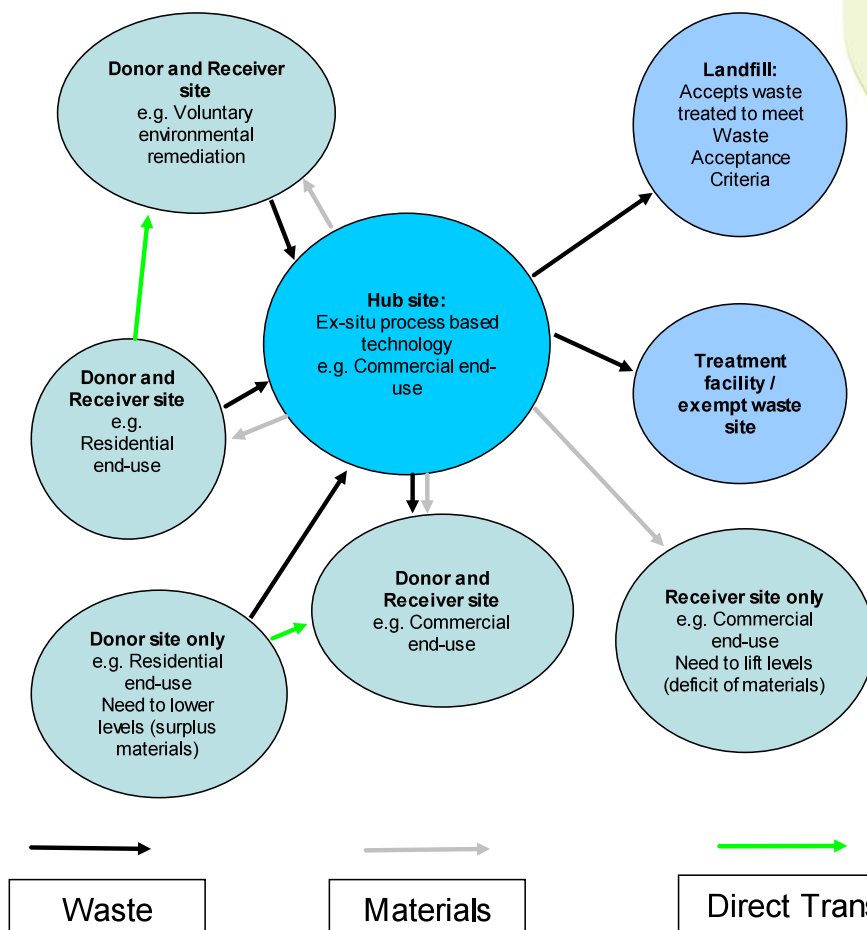 Donor and Receiver
site
e.g. Voluntary
environmental
remediation
Landfill:
Accepts waste
treated to meet
Waste
Acceptance
Criteria
Hub site:
Ex-situ process based
technology
e.g. Commercial end-
use
Donor and
Receiver site
e.g.
Residential
end-use
Treatment
facility /
exempt waste
site
Donor and
Receiver site
e.g. Commercial
end-use
Receiver site only
e.g. Commercial
end-use
Need to lift levels
(deficit of materials)
Donor site only
e.g. Residential
end-use
Need to lower
levels (surplus
materials)
Waste
Materials
Direct Trans